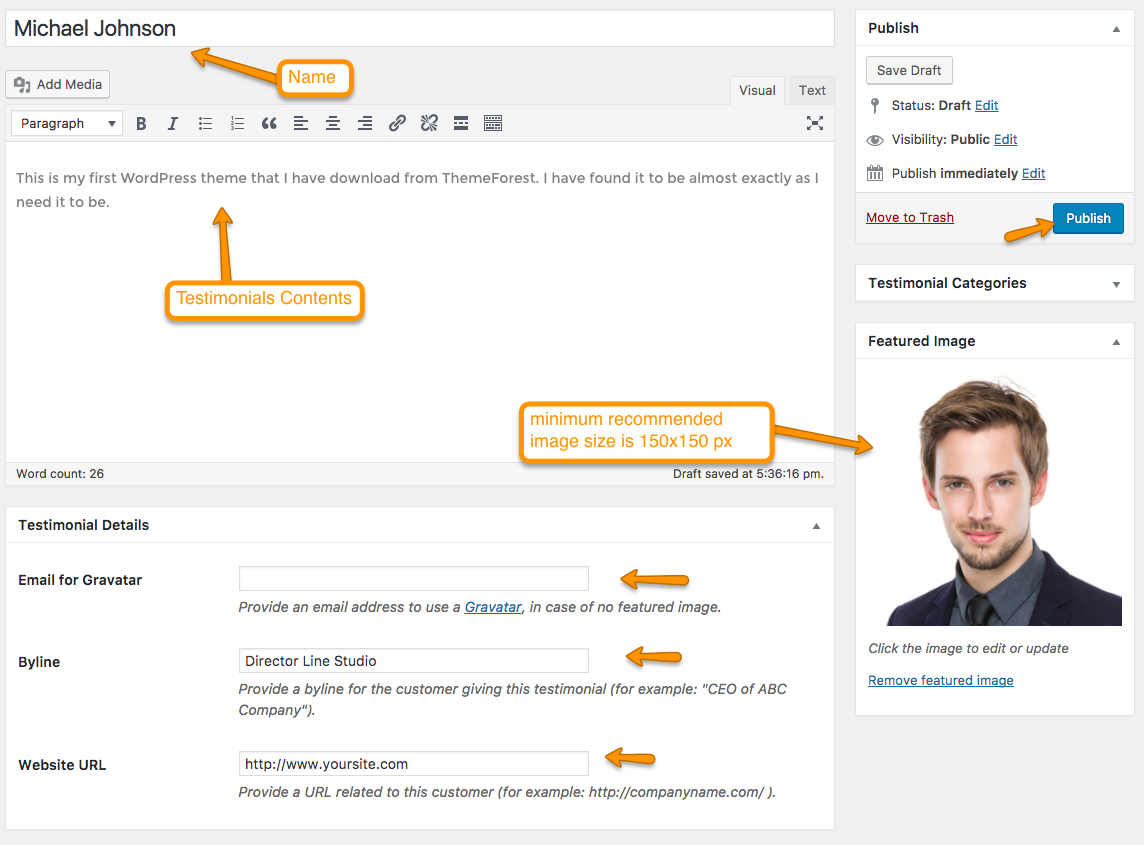 Michael Johnson
Name
Add Media
Visual
Text
Paragraph
B
I
This is my first WordPress theme that I have download from ThemeForest. I have found it to be almost exactly as I
need it to be.
Testimonials Contents
minimum recommended
image size is 150x150 px
Word count: 26
Draft saved at 5:36:16 pm.
Testimonial Details
Email for Gravatar
Provide an email address to use a Gravatar, in case of no featured image.
Byline
Director Line Studio
Provide a byline for the customer giving this testimonial (for example: "CEO of ABC
Company").
Website URL
http://www.yoursite.com
Provide a URL related to this customer (for example: http://companyname.com/ ).
Publish
Save Draft
Status: Draft Edit
Visibility: Public Edit
Publish immediately Edit
Move to Trash
Publish
Testimonial Categories
Featured Image
Click the image to edit or update
Remove featured image